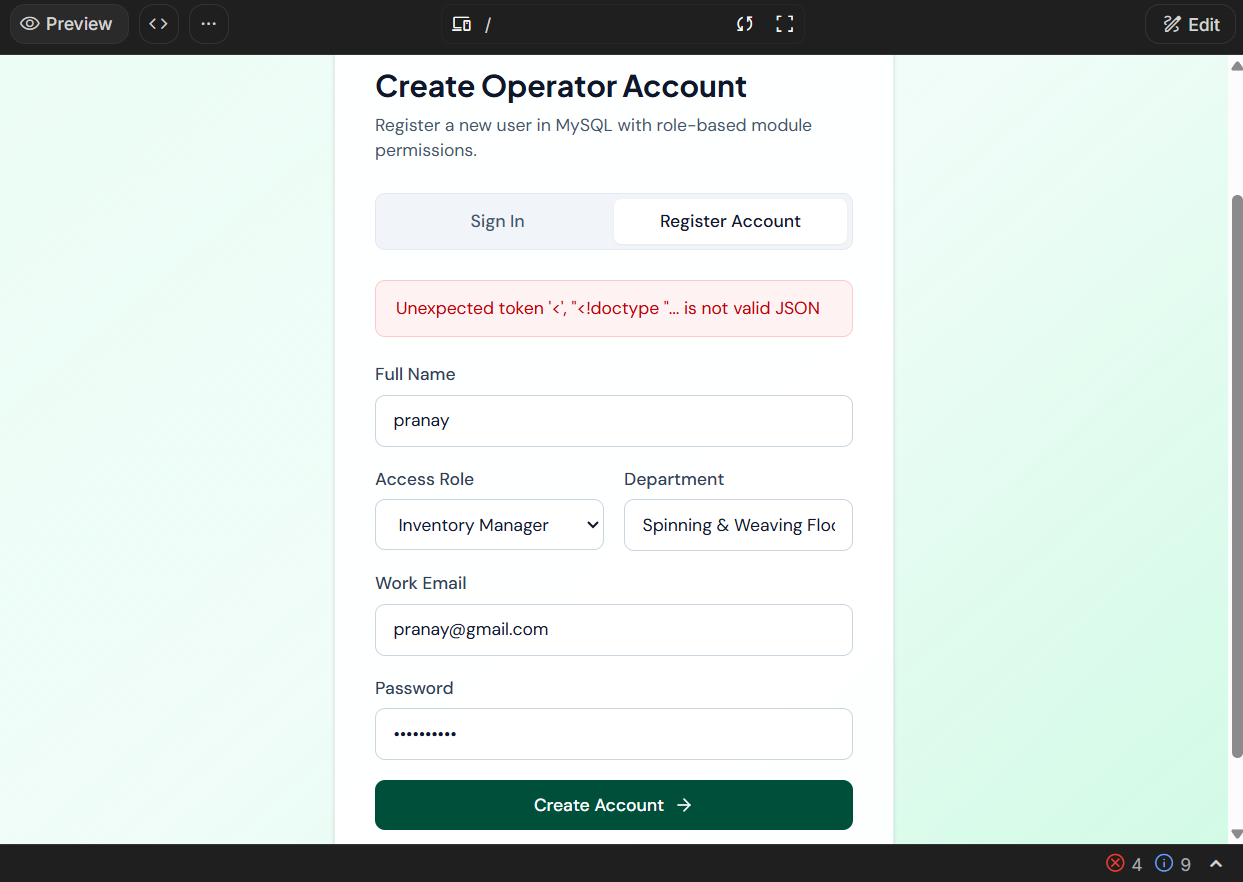 Preview
/
Edit
Create Operator Account
Register a new user in MySQL with role-based module
permissions.
Sign In
Register Account
Unexpected token '<', "<!doctype "... is not valid JSON
Full Name
pranay
Access Role
Department
Inventory Manager
Spinning & Weaving Floo
Work Email
pranay@gmail.com
Password
••••••••••
Create Account →
4
9